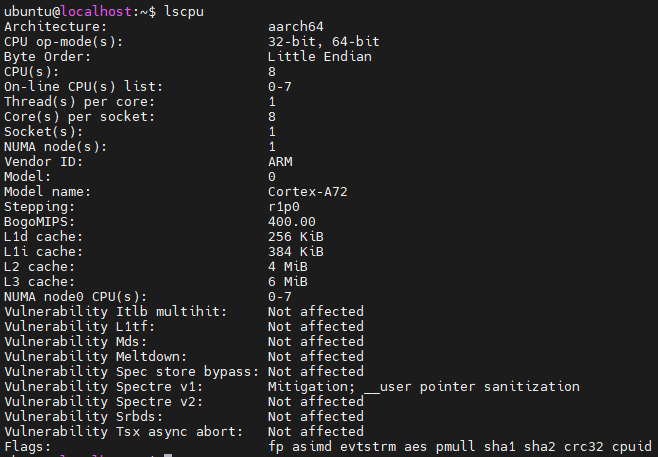 ubuntu@localhost:~$ lscpu
Architecture: aarch64
CPU op-mode(s): 32-bit, 64-bit
Byte Order: Little Endian
CPU(s): 8
On-line CPU(s) list: 0-7
Thread(s) per core: 1
Core(s) per socket: 8
Socket(s): 1
NUMA node(s): 1
Vendor ID: ARM
Model: 0
Model name: Cortex-A72
Stepping: r1p0
BogoMIPS: 400.00
L1d cache: 256 KiB
L1i cache: 384 KiB
L2 cache: 4 MiB
L3 cache: 6 MiB
NUMA node0 CPU(s): 0-7
Vulnerability Itlb multihit: Not affected
Vulnerability L1tf: Not affected
Vulnerability Mds: Not affected
Vulnerability Meltdown: Not affected
Vulnerability Spec store bypass: Not affected
Vulnerability Spectre v1: Mitigation; __user pointer sanitization
Vulnerability Spectre v2: Not affected
Vulnerability Srbds: Not affected
Vulnerability Tsx async abort: Not affected
Flags: fp asimd evtstrm aes pmull sha1 sha2 crc32 cpuid